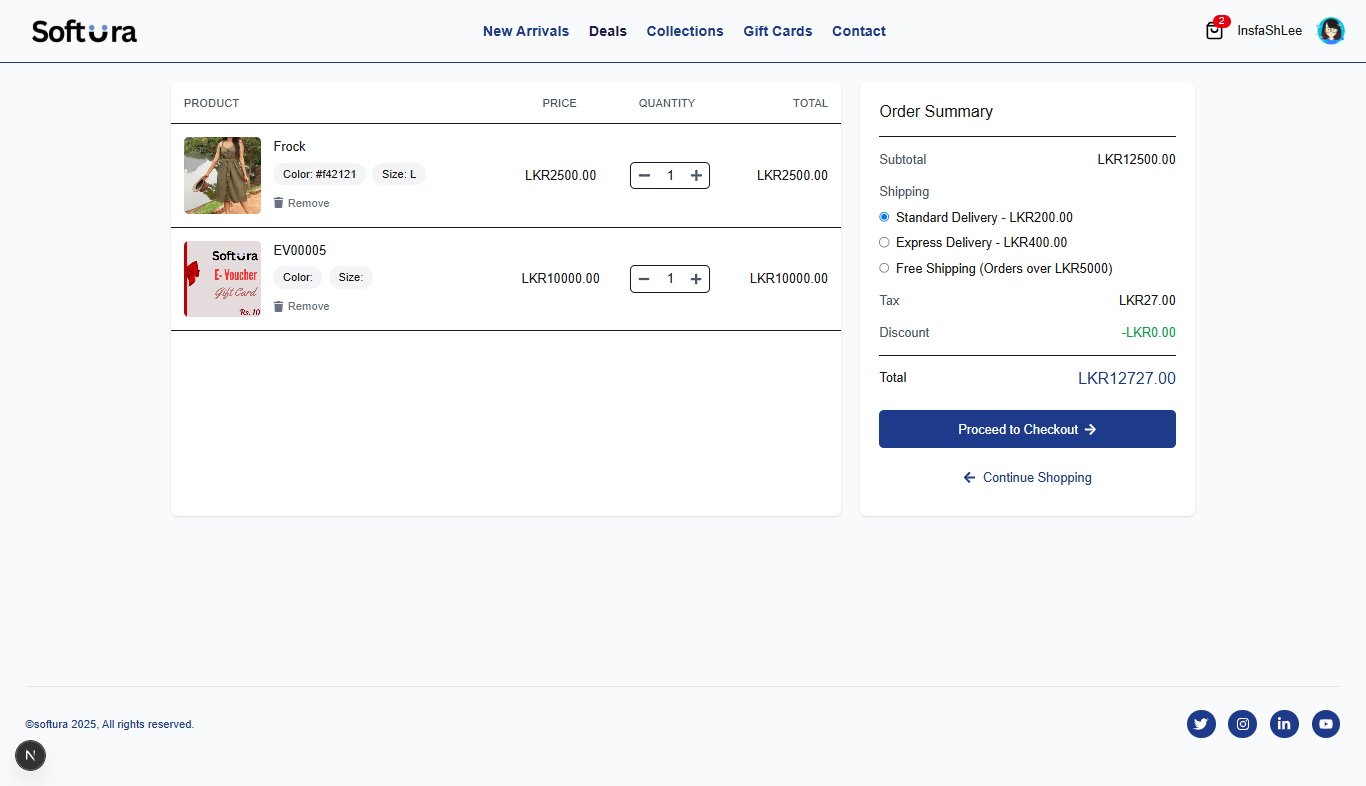 Softura
New Arrivals Deals Collections Gift Cards Contact
2
InsfaShLee
PRODUCT PRICE QUANTITY TOTAL
Frock
Color: #f42121 Size: L
Remove
LKR2500.00 1 LKR2500.00
Softura
E- Voucher
Gift Card
Rs. 10
EV00005
Color: Size:
Remove
LKR10000.00 1 LKR10000.00
Order Summary
Subtotal LKR12500.00
Shipping
Standard Delivery - LKR200.00
Express Delivery - LKR400.00
Free Shipping (Orders over LKR5000)
Tax LKR27.00
Discount -LKR0.00
Total LKR12727.00
Proceed to Checkout
Continue Shopping
©softura 2025, All rights reserved.
in
N